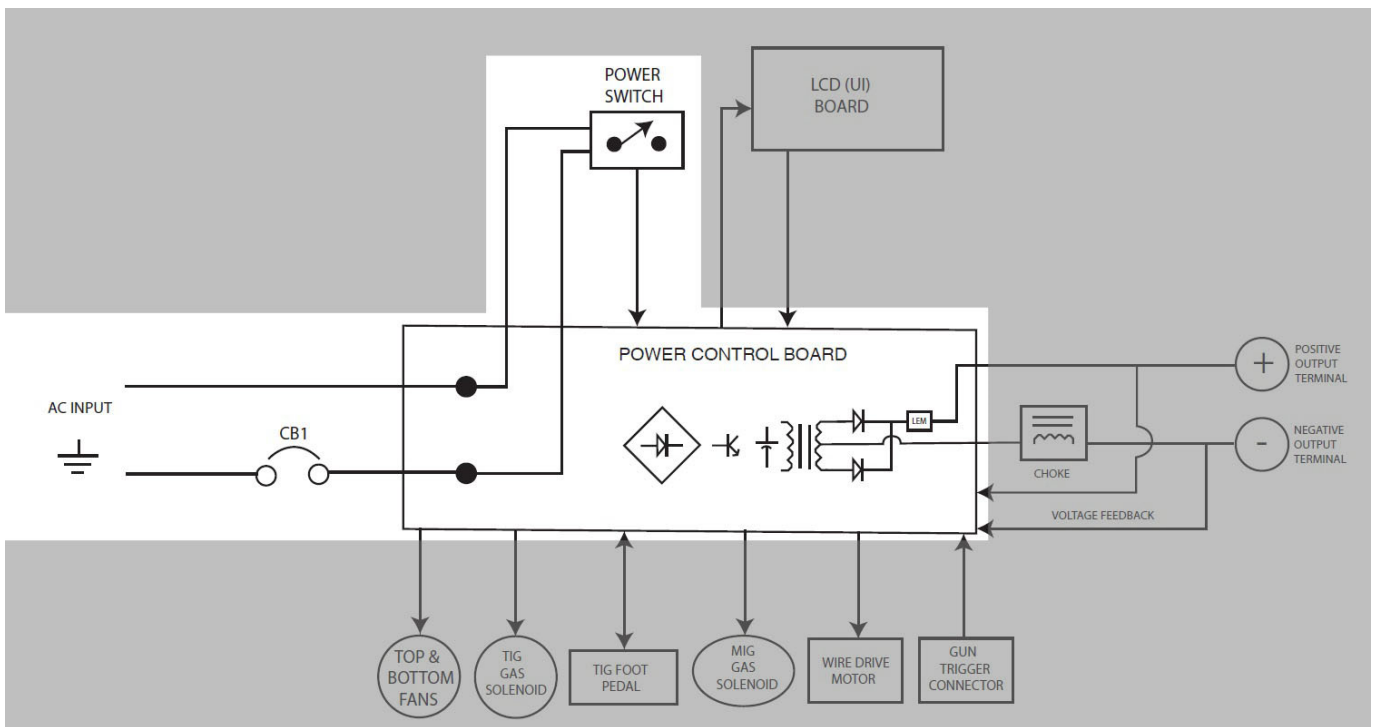 POWER
SWITCH
LCD (UI)
BOARD
POWER CONTROL BOARD
AC INPUT
CB1
LEM
+
POSITIVE
OUTPUT
TERMINAL
-
NEGATIVE
OUTPUT
TERMINAL
CHOKE
VOLTAGE FEEDBACK
TOP &
BOTTOM
FANS
TIG
GAS
SOLENOID
TIG FOOT
PEDAL
MIG
GAS
SOLENOID
WIRE DRIVE
MOTOR
GUN
TRIGGER
CONNECTOR